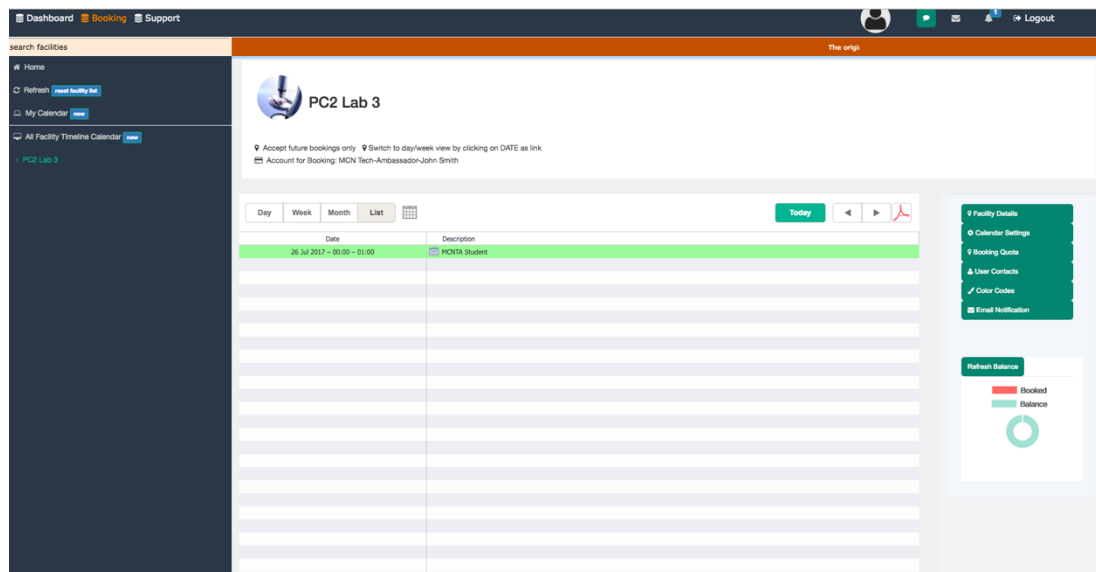 Dashboard Booking Support
1
Logout
search facilities
The origi
Home
Refresh reset facility list
My Calendar new
All Facility Timeline Calendar new
PC2 Lab 3
PC2 Lab 3
Accept future bookings only Switch to day/week view by clicking on DATE as link
Account for Booking: MCN Tech-Ambassador-John Smith
Day Week Month List
Today
Date Description
26 Jul 2017 – 00:00 – 01:00 MCNTA Student
Facility Details
Calendar Settings
Booking Quota
User Contacts
Color Codes
Email Notification
Refresh Balance
Booked
Balance